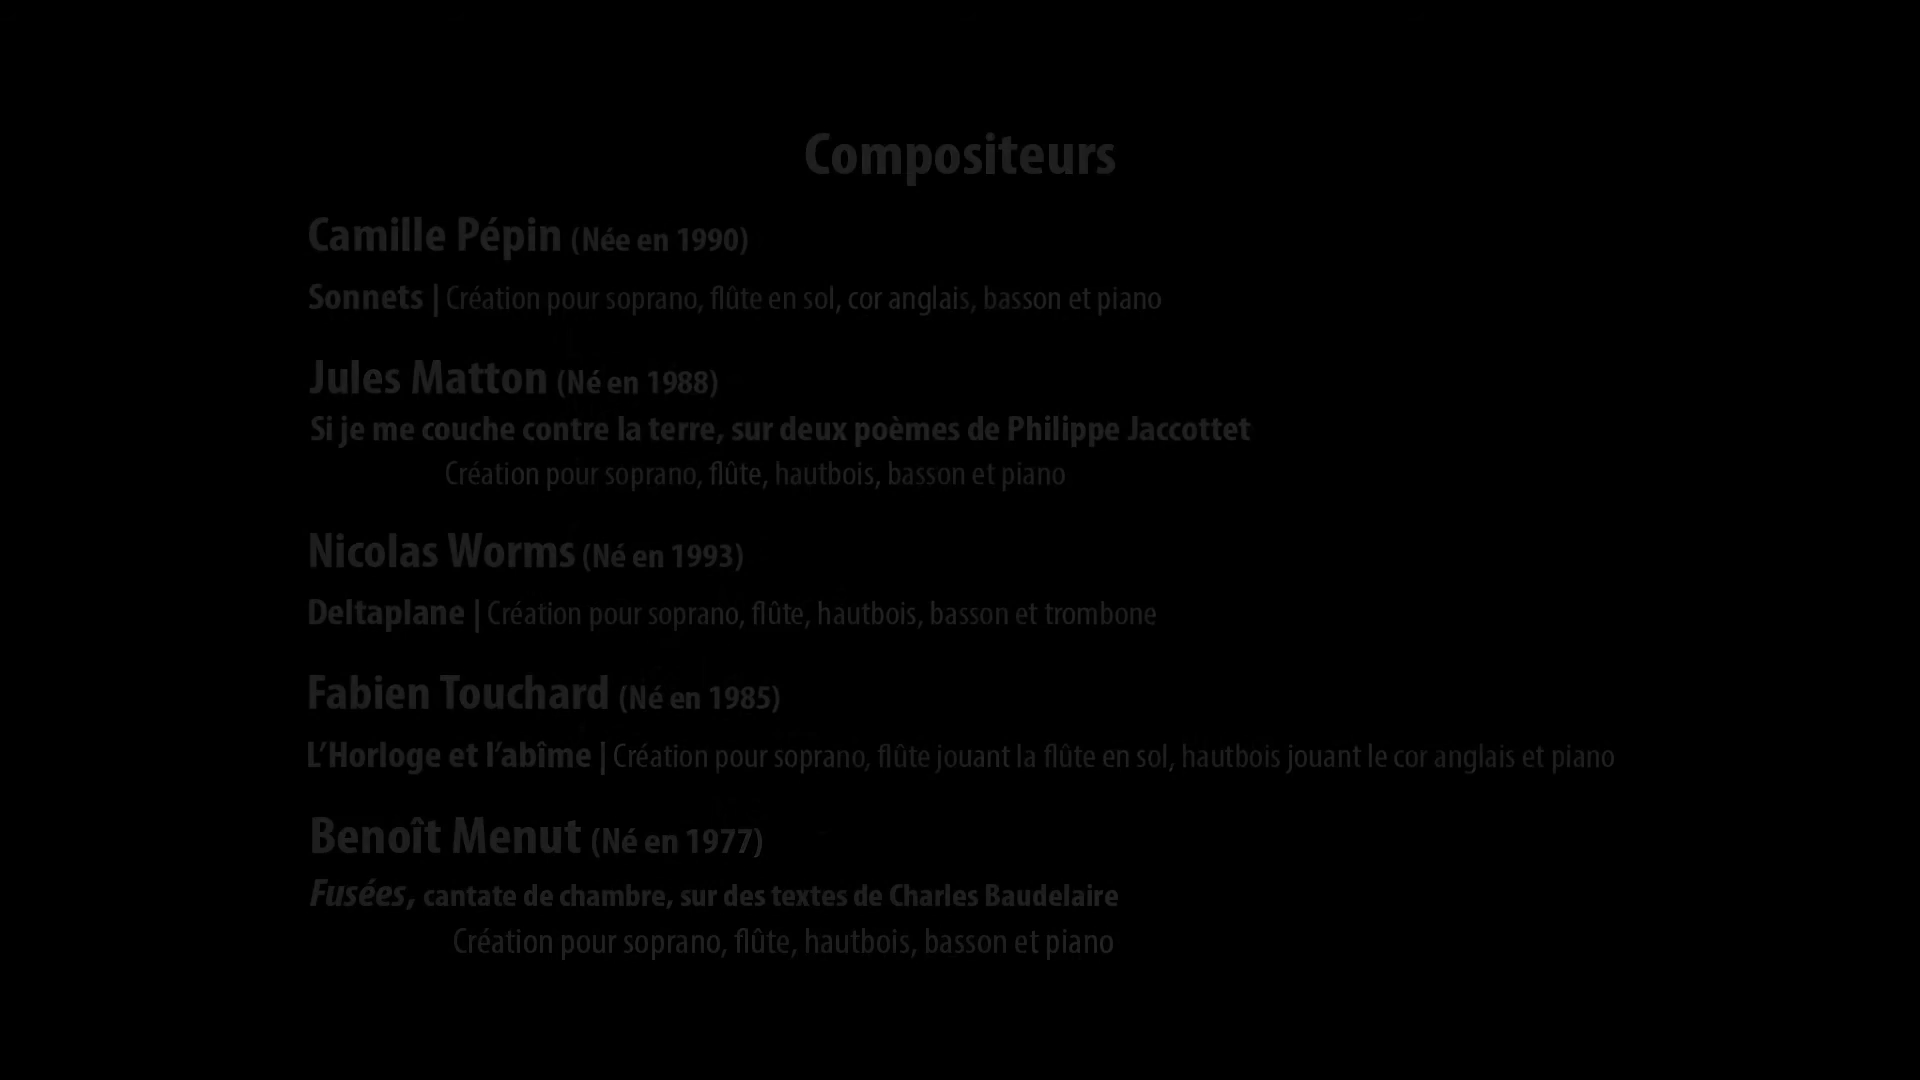 Compositeurs
Camille Pépin (Née en 1990)
Sonnets | Création pour soprano, flûte en sol, cor anglais, basson et piano
Jules Matton (Né en 1988)
Si je me couche contre la terre, sur deux poèmes de Philippe Jaccottet
Création pour soprano, flûte, hautbois, basson et piano
Nicolas Worms (Né en 1993)
Deltaplane | Création pour soprano, flûte, hautbois, basson et trombone
Fabien Touchard (Né en 1985)
L’Horloge et l’abîme | Création pour soprano, flûte jouant la flûte en sol, hautbois jouant le cor anglais et piano
Benoît Menut (Né en 1977)
Fusées, cantate de chambre, sur des textes de Charles Baudelaire
Création pour soprano, flûte, hautbois, basson et piano